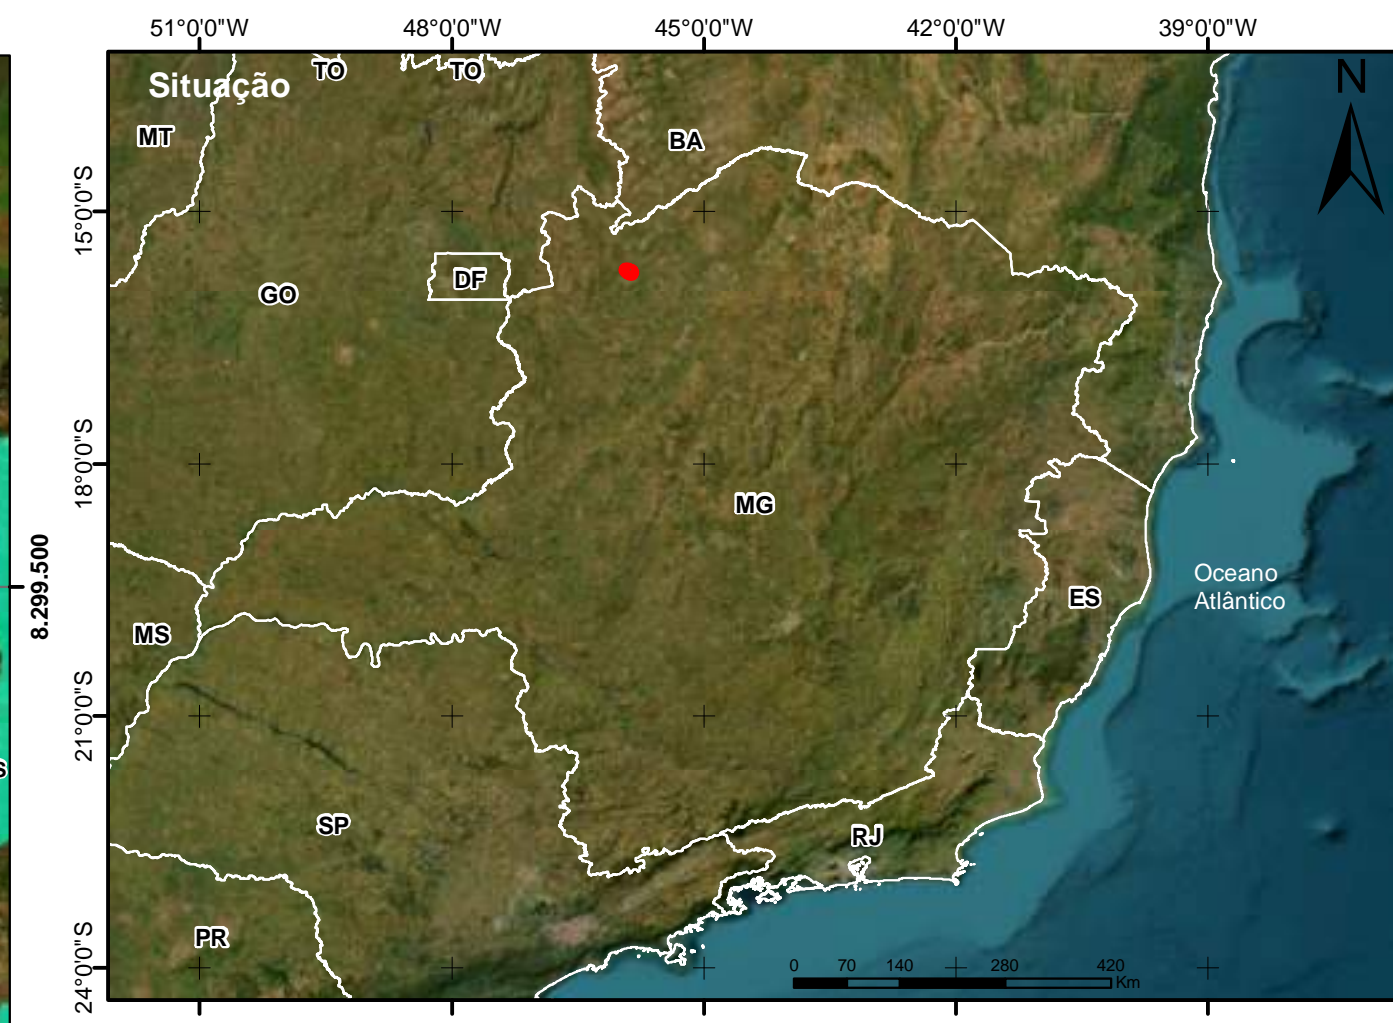 51°0'0"W 48°0'0"W 45°0'0"W 42°0'0"W 39°0'0"W
Situação
N
TO TO
MT
BA
15°0'0"S
DF
GO
18°0'0"S
MG
8.299.500
Oceano
Atlântico
ES
MS
21°0'0"S
S
SP
RJ
PR
24°0'0"S
0 70 140 280 420
Km